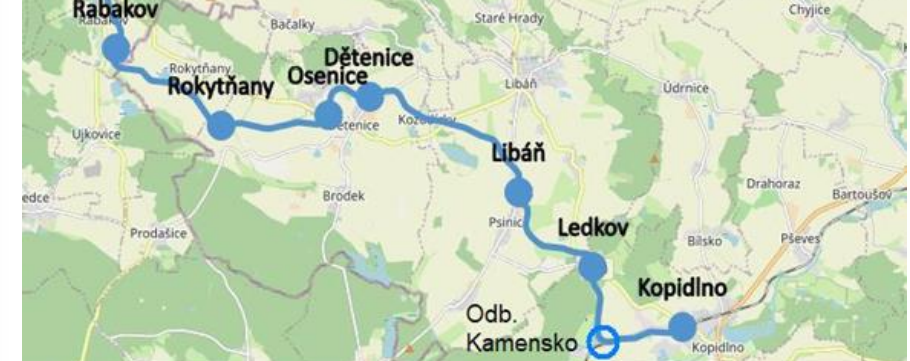 Rabakov
Bačalky
Staré Hrady
Chyjice
Rokytňany
Rokytňany
Osenice
Dětenice
Libáň
Údrnice
Kozodírky
Ujkovice
Libáň
Brodek
Drahoraz
Bartoušov
Prodašice
Psinice
Ledkov
Bílsko
Pševes
Kopidlno
Odb.
Kamensko
Kopidlno